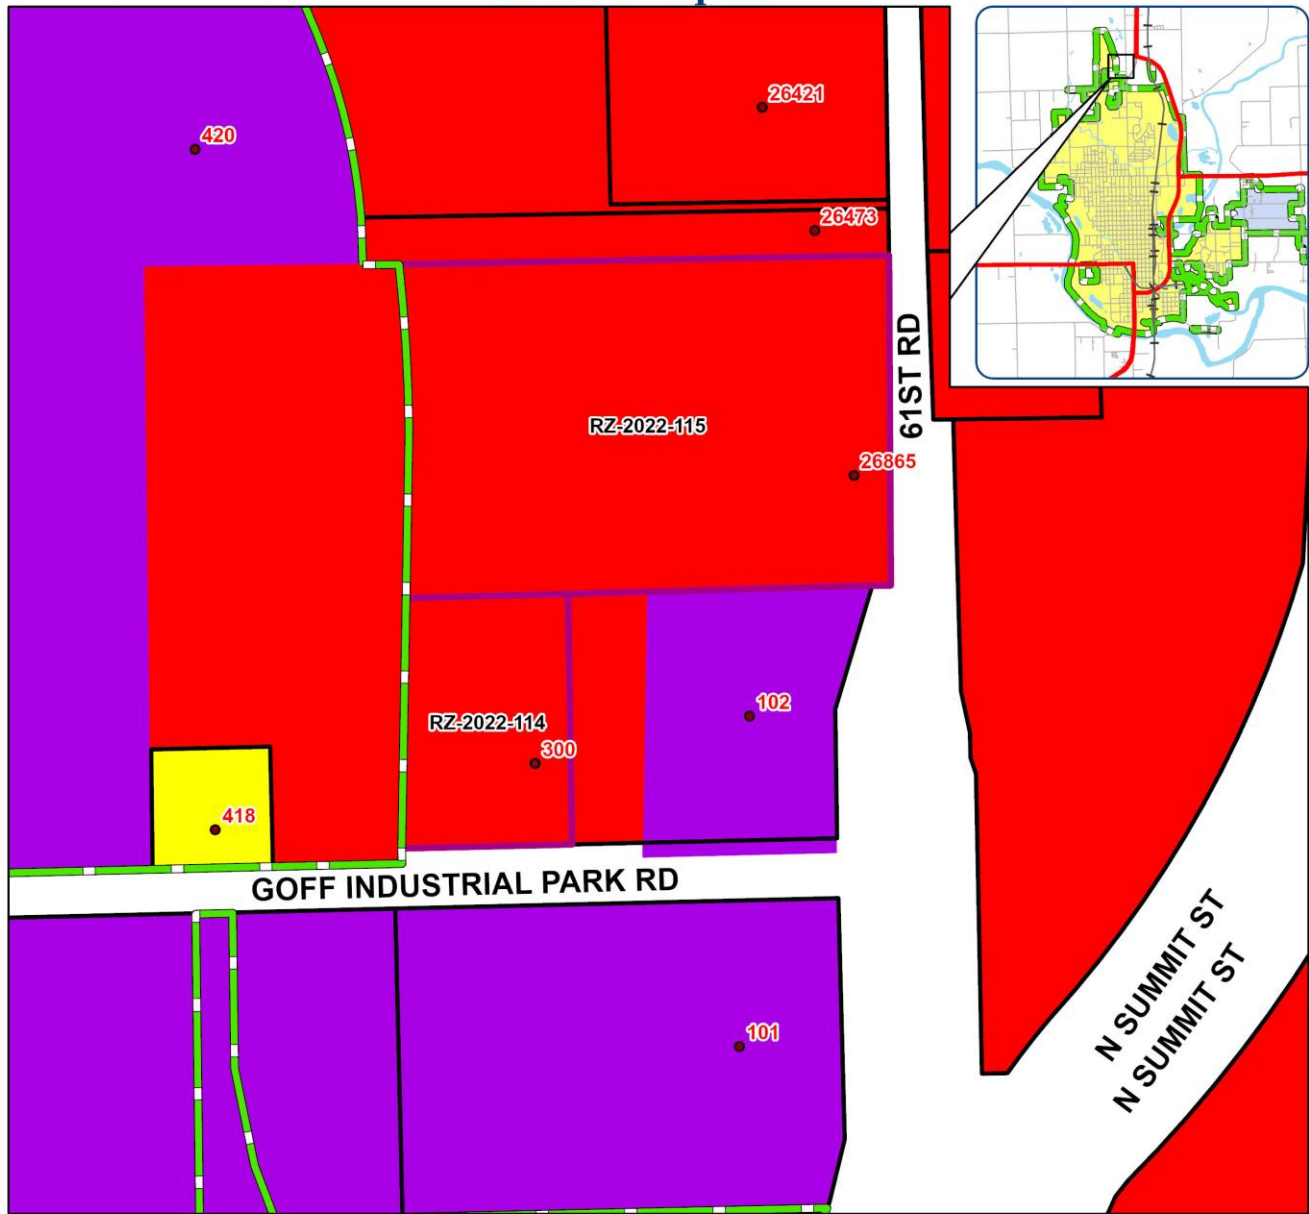 26421
420
26473
61ST RD
RZ-2022-115
26865
102
RZ-2022-114
300
418
GOFF INDUSTRIAL PARK RD
N SUMMIT ST
N SUMMIT ST
101